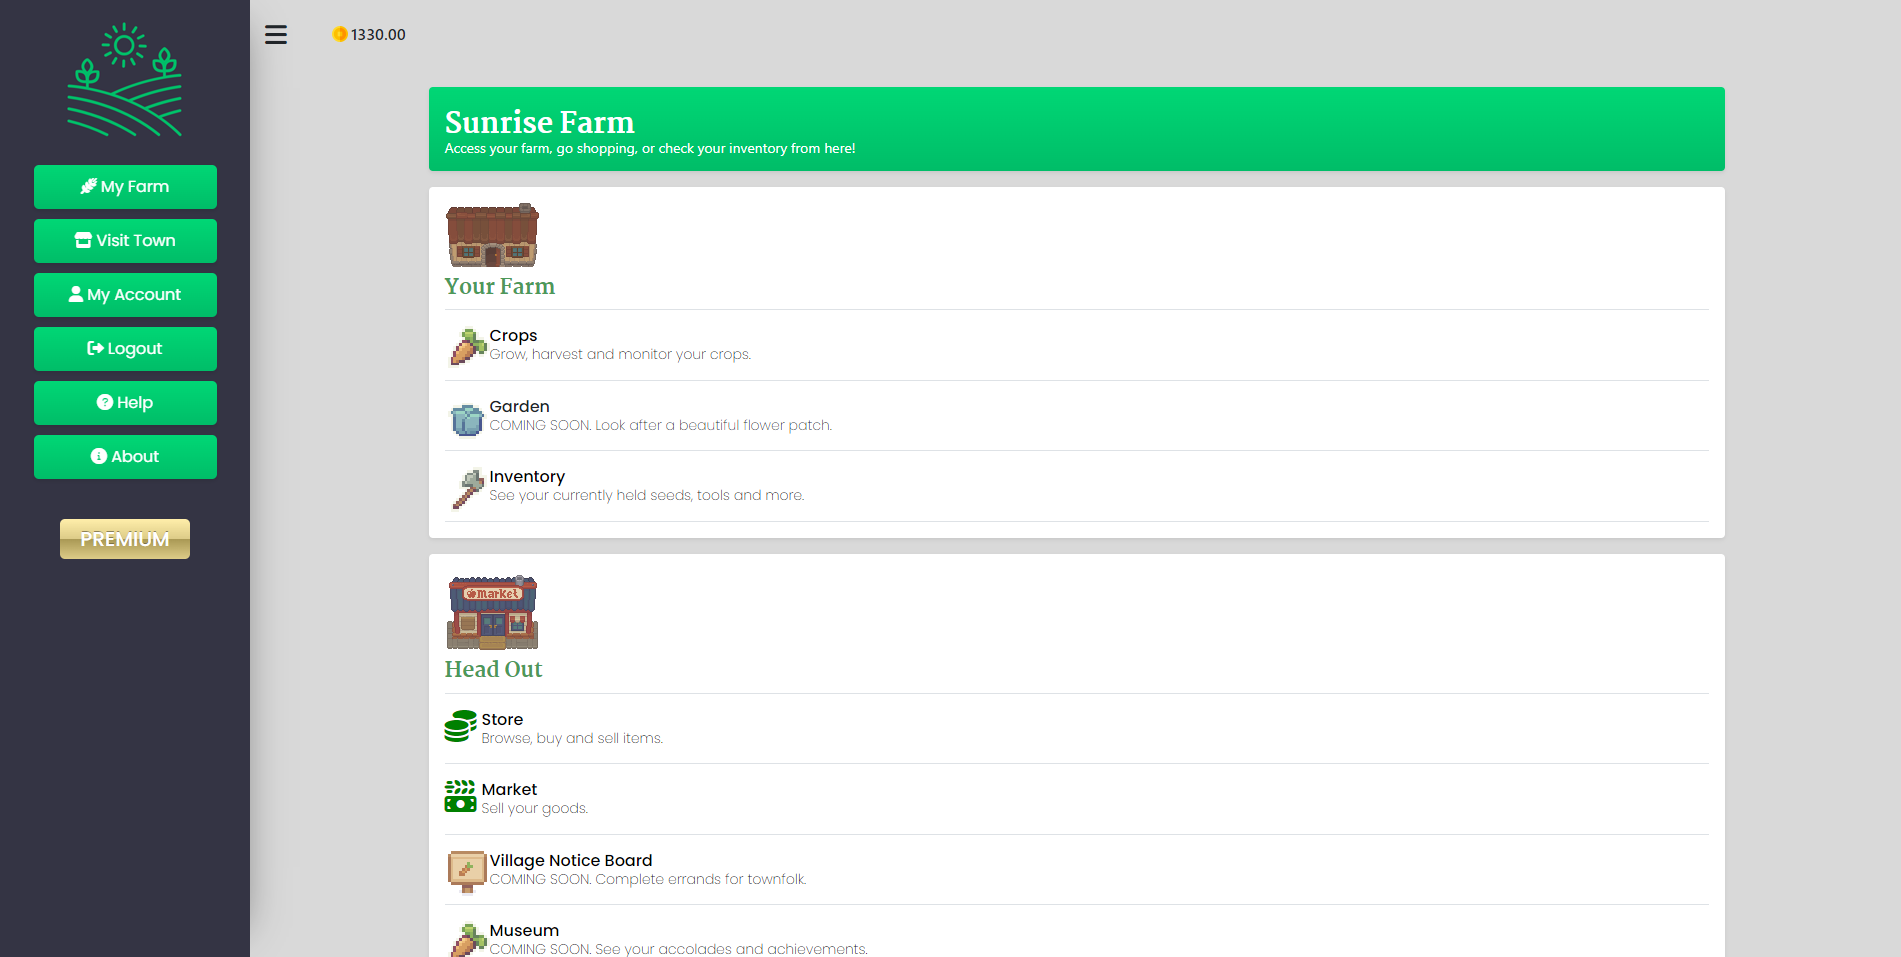 1330.00
My Farm
Visit Town
My Account
Logout
Help
About
PREMIUM
Sunrise Farm
Access your farm, go shopping, or check your inventory from here!
Your Farm
Crops
Grow, harvest and monitor your crops.
Garden
COMING SOON. Look after a beautiful flower patch.
Inventory
See your currently held seeds, tools and more.
market
Head Out
Store
Browse, buy and sell items.
Market
Sell your goods.
Village Notice Board
COMING SOON. Complete errands for townfolk.
Museum
COMING SOON. See your accolades and achievements.